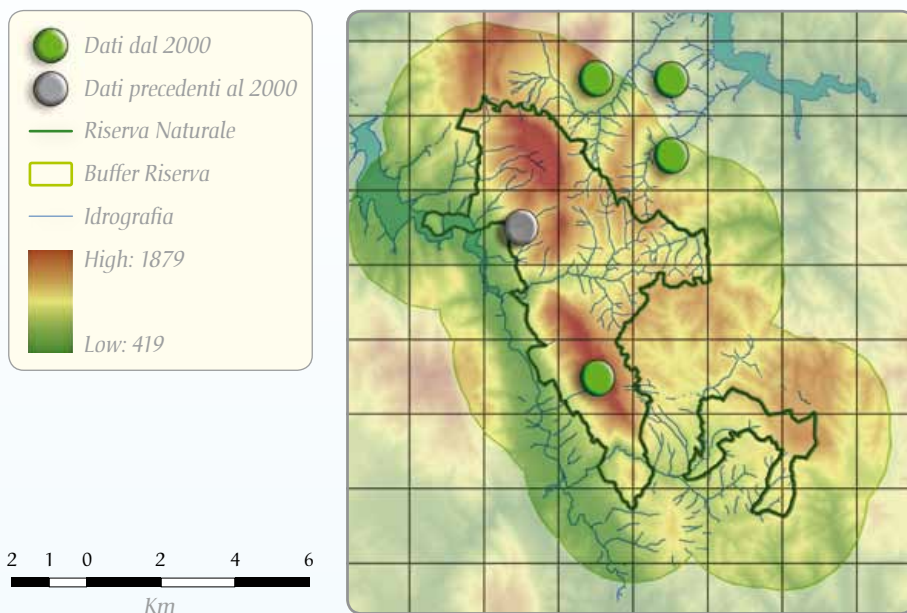 Dati dal 2000
Dati precedenti al 2000
Riserva Naturale
Buffer Riserva
Idrografia
High: 1879
Low: 419
2 1 0 2 4 6
Km